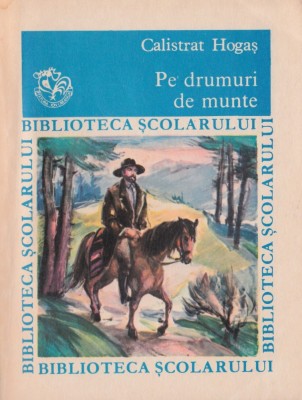 Calistrat Hogaș
Pe drumuri
de munte
BIBLIOTECA ȘCOLARULUI
BIBLIOTECA ȘCOLARULUI
BIBLIOTECA ȘCOLARULUI
BIBLIOTECA ȘCOLARULUI